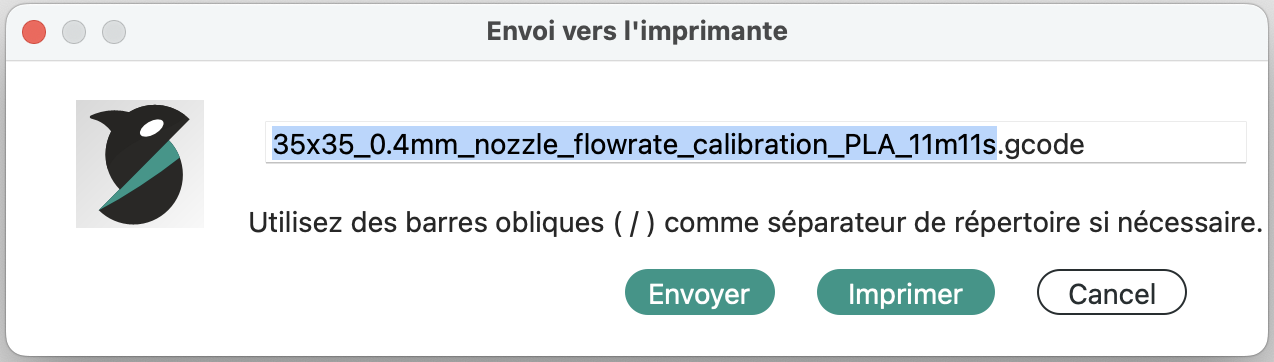 Envoi vers l'imprimante
35x35_0.4mm_nozzle_flowrate_calibration_PLA_11m11s.gcode
Utilisez des barres obliques ( / ) comme séparateur de répertoire si nécessaire.
Envoyer Imprimer Cancel